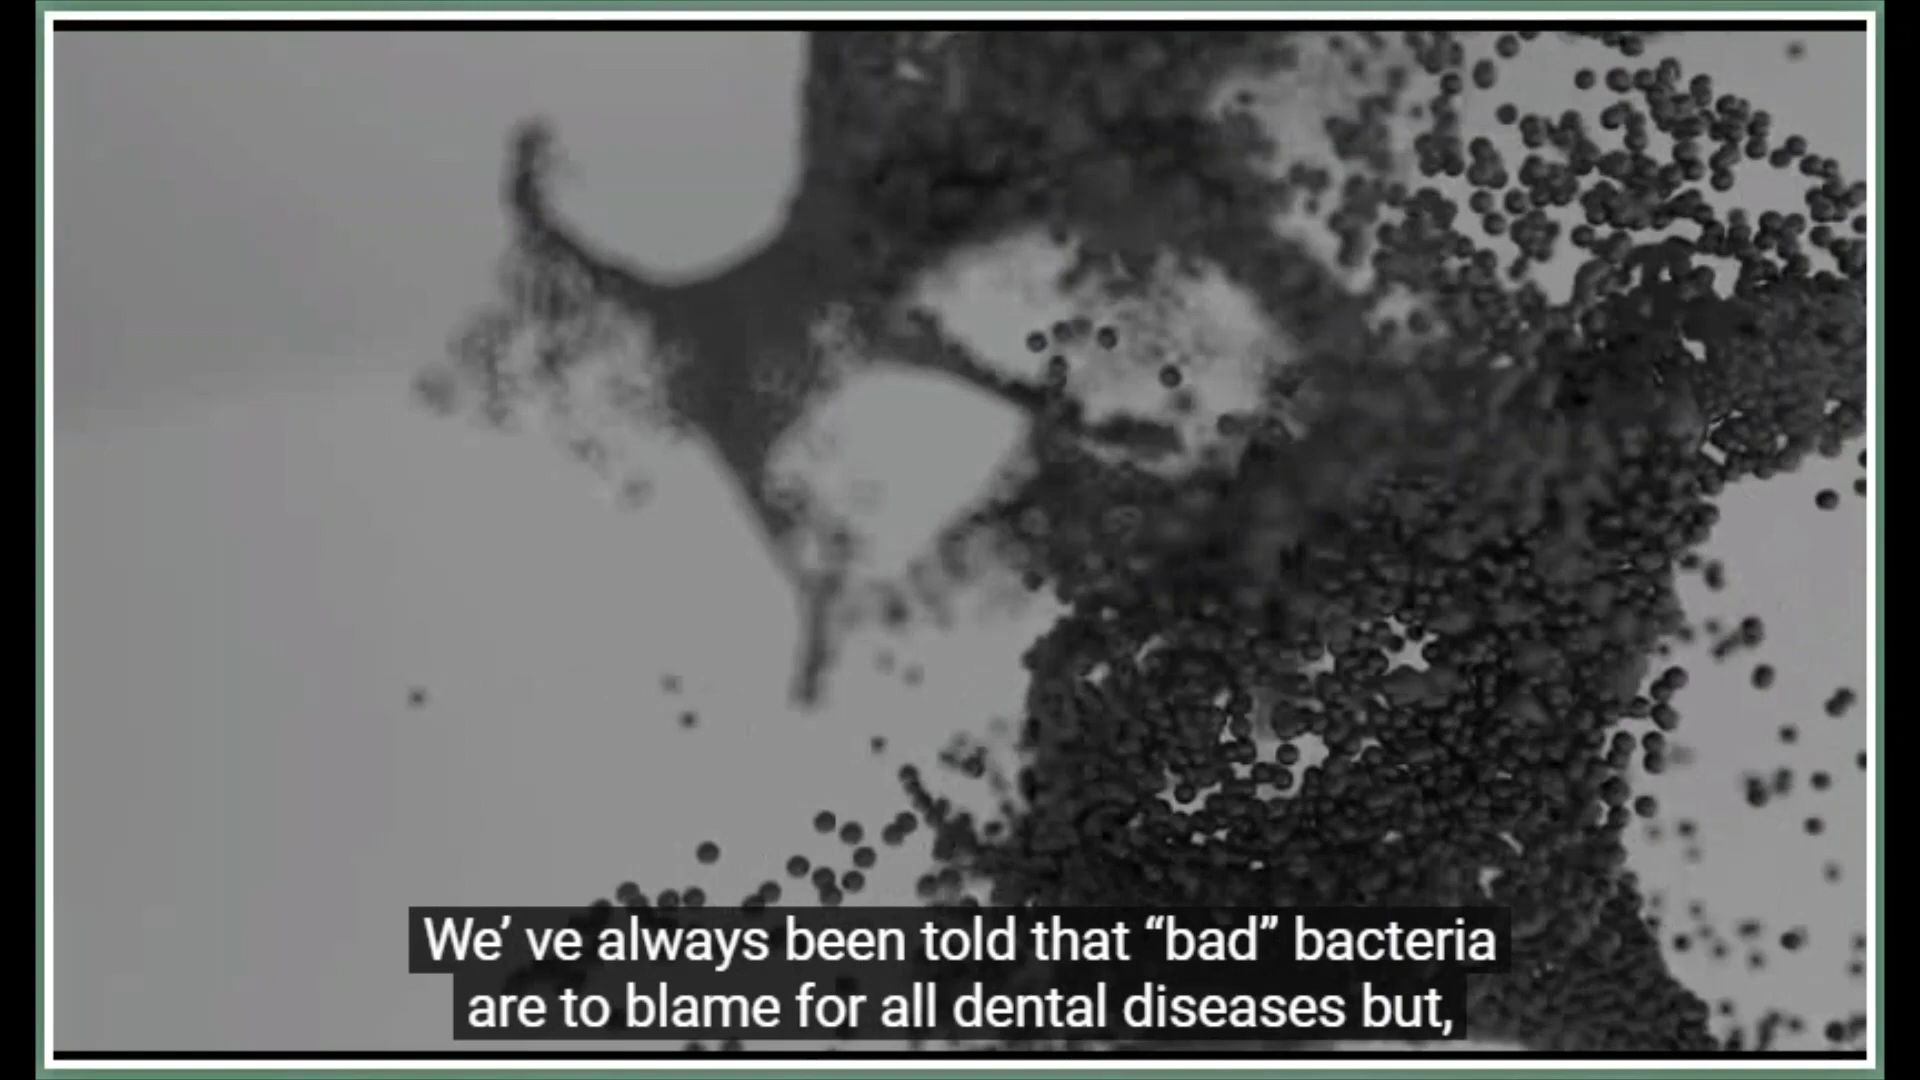 We’ ve always been told that “bad” bacteria
are to blame for all dental diseases but,